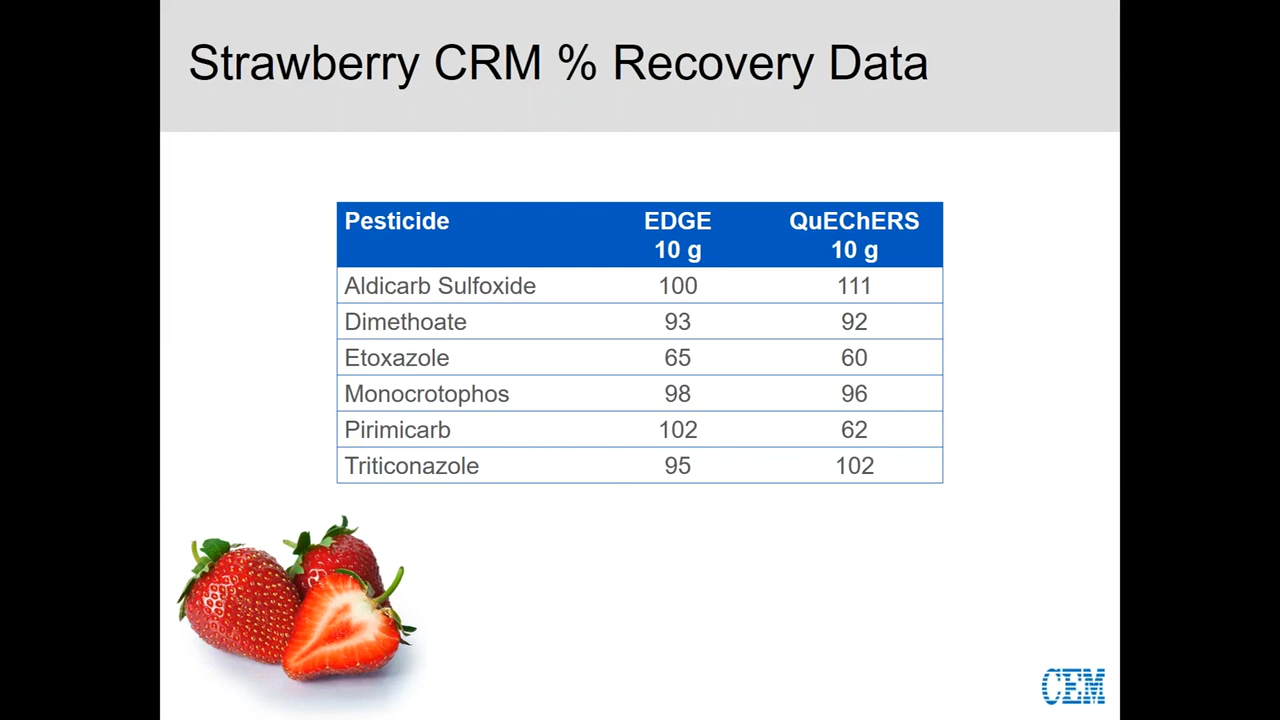 Strawberry CRM % Recovery Data
Pesticide EDGE QuEChERS
10 g 10 g
Aldicarb Sulfoxide 100 111
Dimethoate 93 92
Etoxazole 65 60
Monocrotophos 98 96
Pirimicarb 102 62
Triticonazole 95 102
CEM